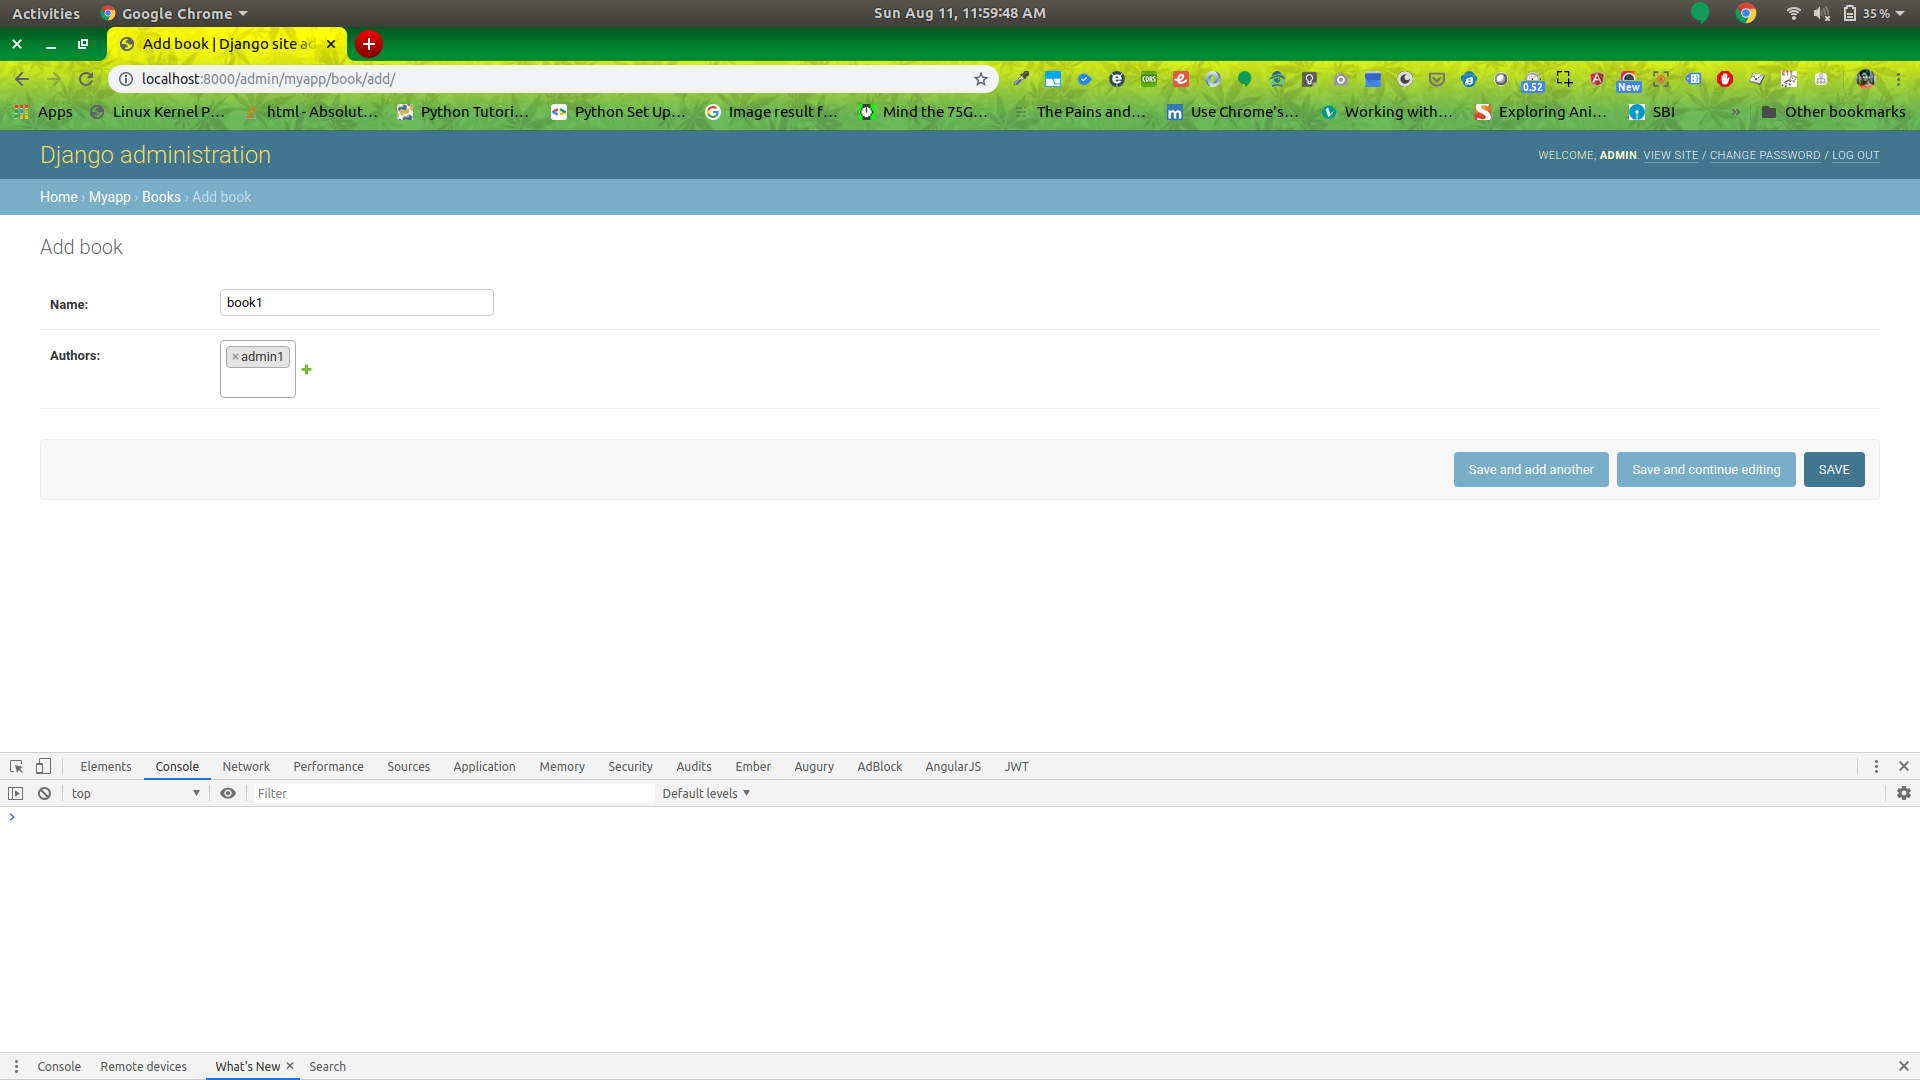 Activities Google Chrome Sun Aug 11, 11:59:48 AM 35 %
Add book | Django site ad
localhost:8000/admin/myapp/book/add/
CORS 0.52 New
Apps Linux Kernel P... html - Absolut... Python Tutori... Python Set Up... Image result f... Mind the 75G... The Pains and... Use Chrome's... Working with... Exploring Ani... SBI » Other bookmarks
Django administration WELCOME, ADMIN. VIEW SITE / CHANGE PASSWORD / LOG OUT
Home › Myapp › Books › Add book
Add book
Name: book1
Authors: ×admin1
Save and add another Save and continue editing SAVE
Elements Console Network Performance Sources Application Memory Security Audits Ember Augury AdBlock AngularJS JWT
top Filter Default levels
Console Remote devices What's New Search